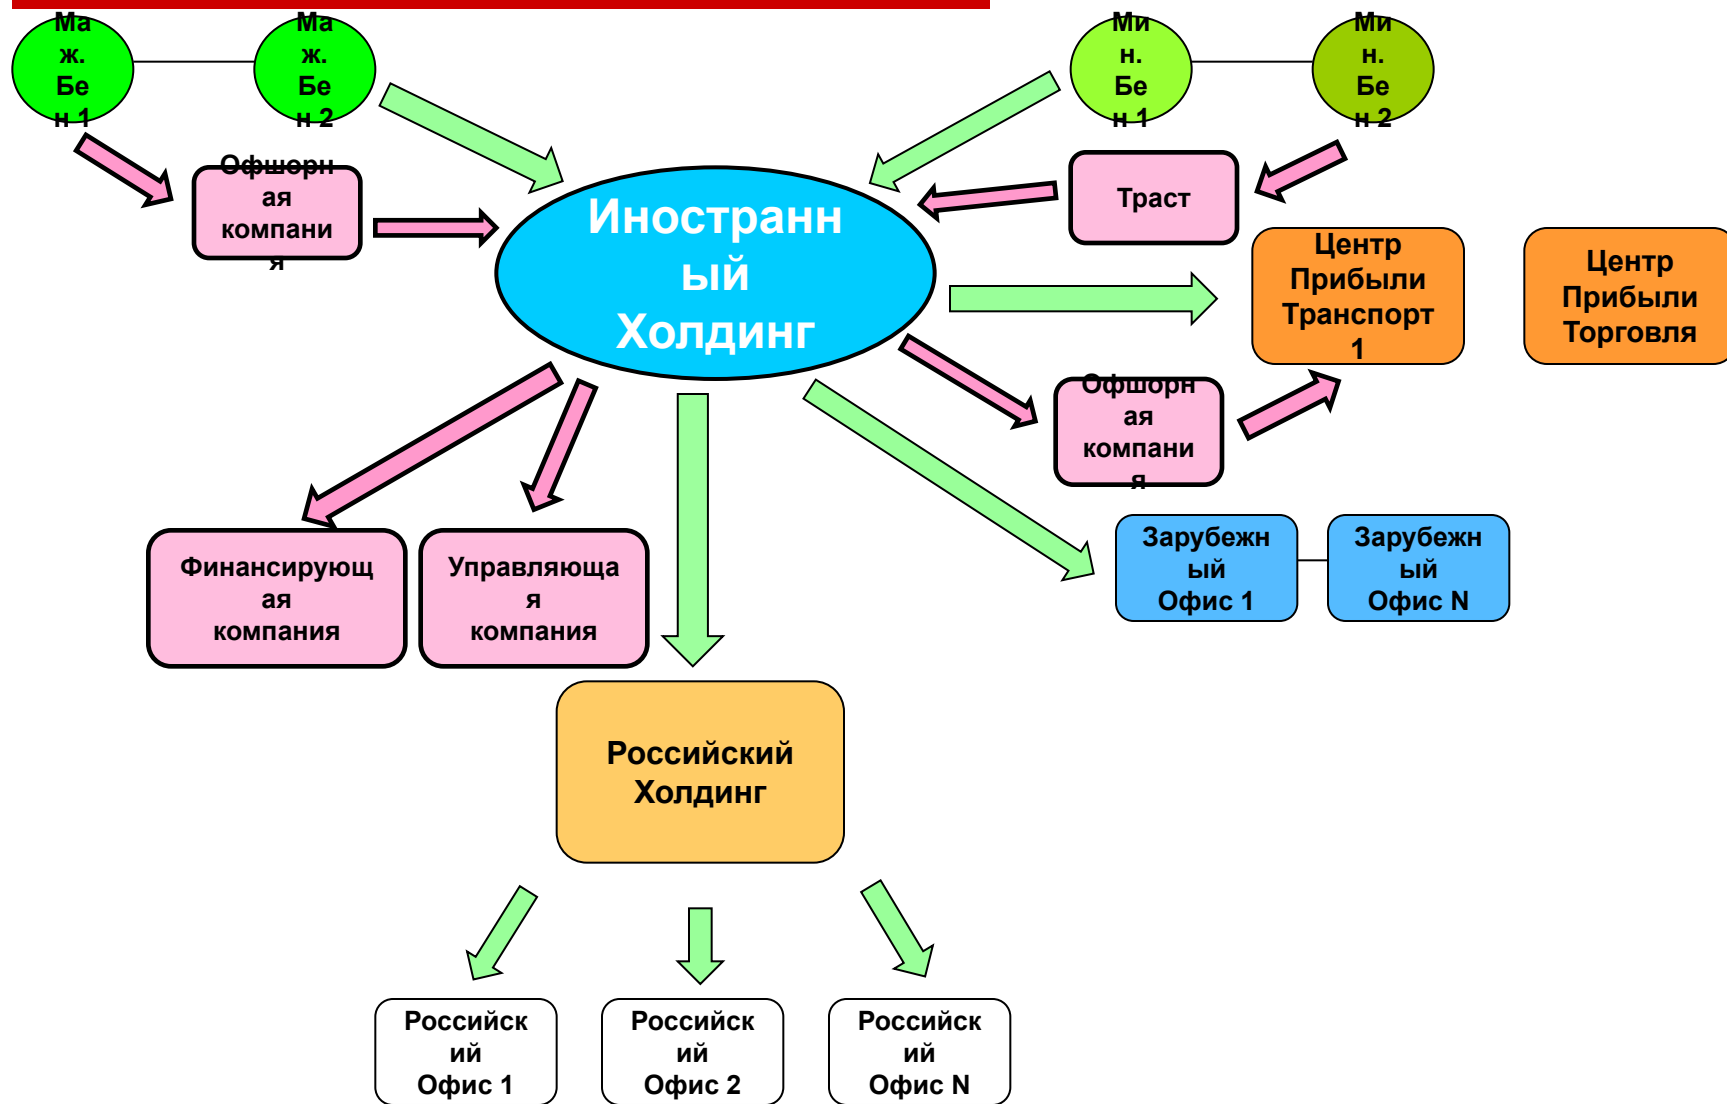 Ма
ж.
Бе
н 1
Ма
ж.
Бе
н 2
Ми
н.
Бе
н 1
Ми
н.
Бе
н 2
Офшорн
ая
компани
я
Иностранн
ый
Холдинг
Траст
Центр
Прибыли
Транспорт
1
Центр
Прибыли
Торговля
Офшорн
ая
компани
я
Финансирующ
ая
компания
Управляюща
я
компания
Зарубежн
ый
Офис 1
Зарубежн
ый
Офис N
Российский
Холдинг
Российск
ий
Офис 1
Российск
ий
Офис 2
Российск
ий
Офис N